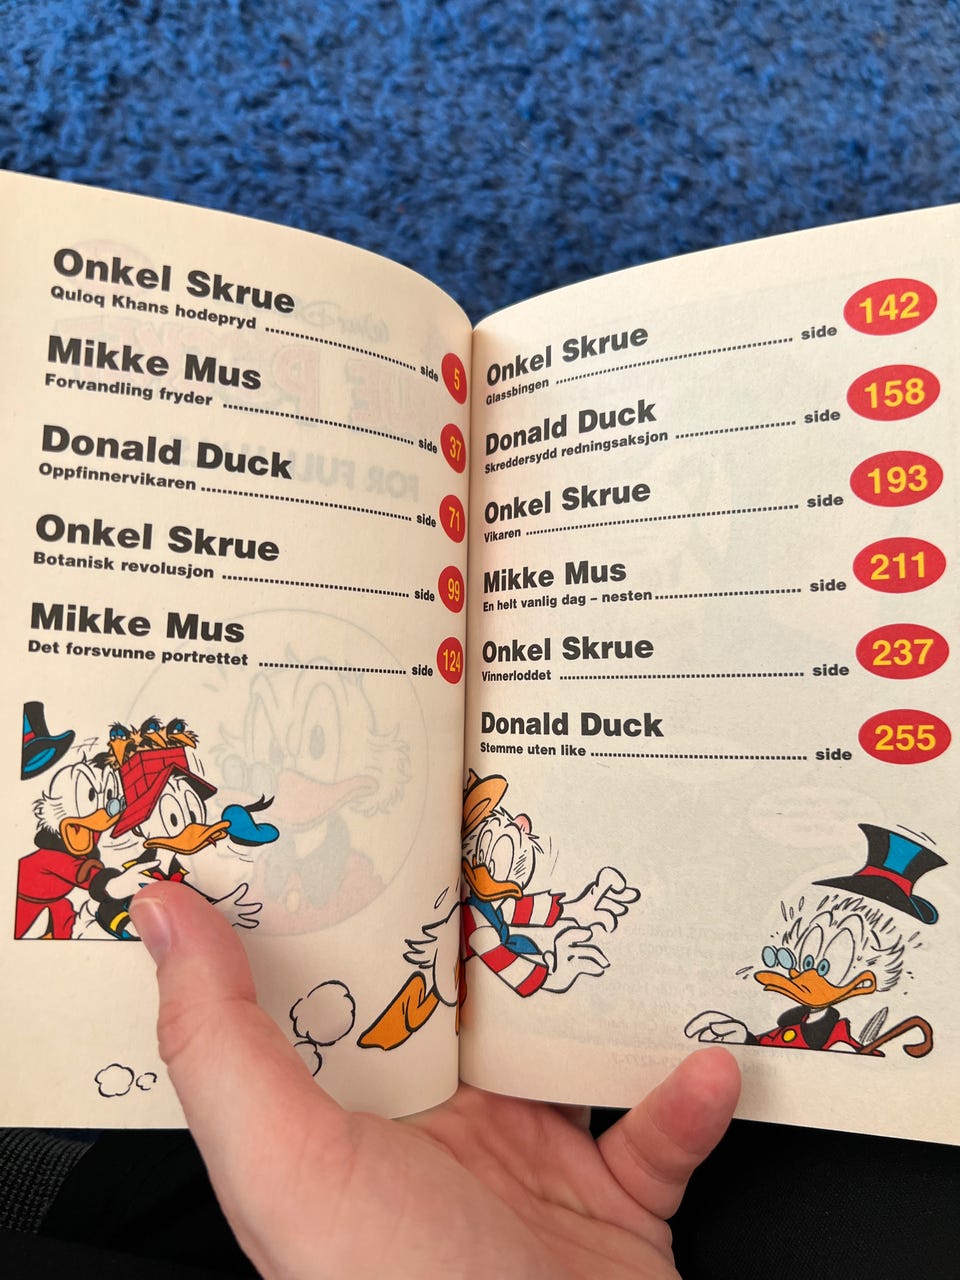 Onkel Skrue
Quloq Khans hodepryd ........ side 5
Mikke Mus
Forvandling fryder ........ side 37
Donald Duck
Oppfinnervikaren ........ side 71
Onkel Skrue
Botanisk revolusjon ........ side 99
Mikke Mus
Det forsvunne portrettet ........ side 124
Onkel Skrue
Glassbingen ........ side 142
Donald Duck
Skreddersydd redningsaksjon ........ side 158
Onkel Skrue
Vikaren ........ side 193
Mikke Mus
En helt vanlig dag – nesten ........ side 211
Onkel Skrue
Vinnerloddet ........ side 237
Donald Duck
Stemme uten like ........ side 255